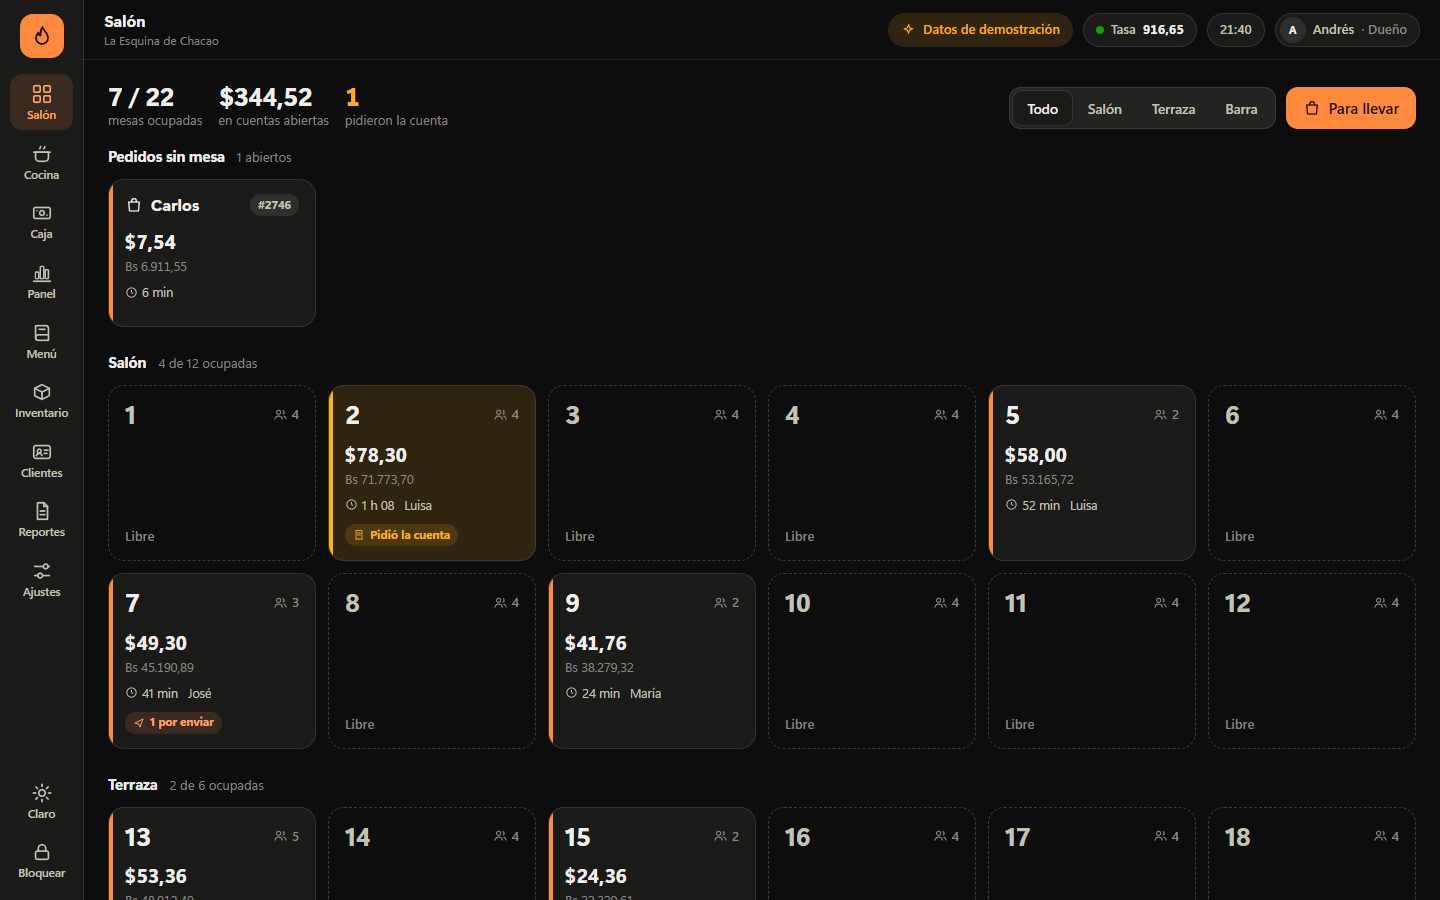 Salón
La Esquina de Chacao
Datos de demostración
Tasa 916,65
21:40
A Andrés · Dueño
Salón
Cocina
Caja
Panel
Menú
Inventario
Clientes
Reportes
Ajustes
Claro
Bloquear
7 / 22
mesas ocupadas
$344,52
en cuentas abiertas
1
pidieron la cuenta
Todo Salón Terraza Barra
Para llevar
Pedidos sin mesa 1 abiertos
Carlos #2746
$7,54
Bs 6.911,55
6 min
Salón 4 de 12 ocupadas
1 4
Libre
2 4
$78,30
Bs 71.773,70
1 h 08 Luisa
Pidió la cuenta
3 4
Libre
4 4
Libre
5 2
$58,00
Bs 53.165,72
52 min Luisa
6 4
Libre
7 3
$49,30
Bs 45.190,89
41 min José
1 por enviar
8 4
Libre
9 2
$41,76
Bs 38.279,32
24 min María
10 4
Libre
11 4
Libre
12 4
Libre
Terraza 2 de 6 ocupadas
13 5
$53,36
14 4
15 2
$24,36
16 4
17 4
18 4